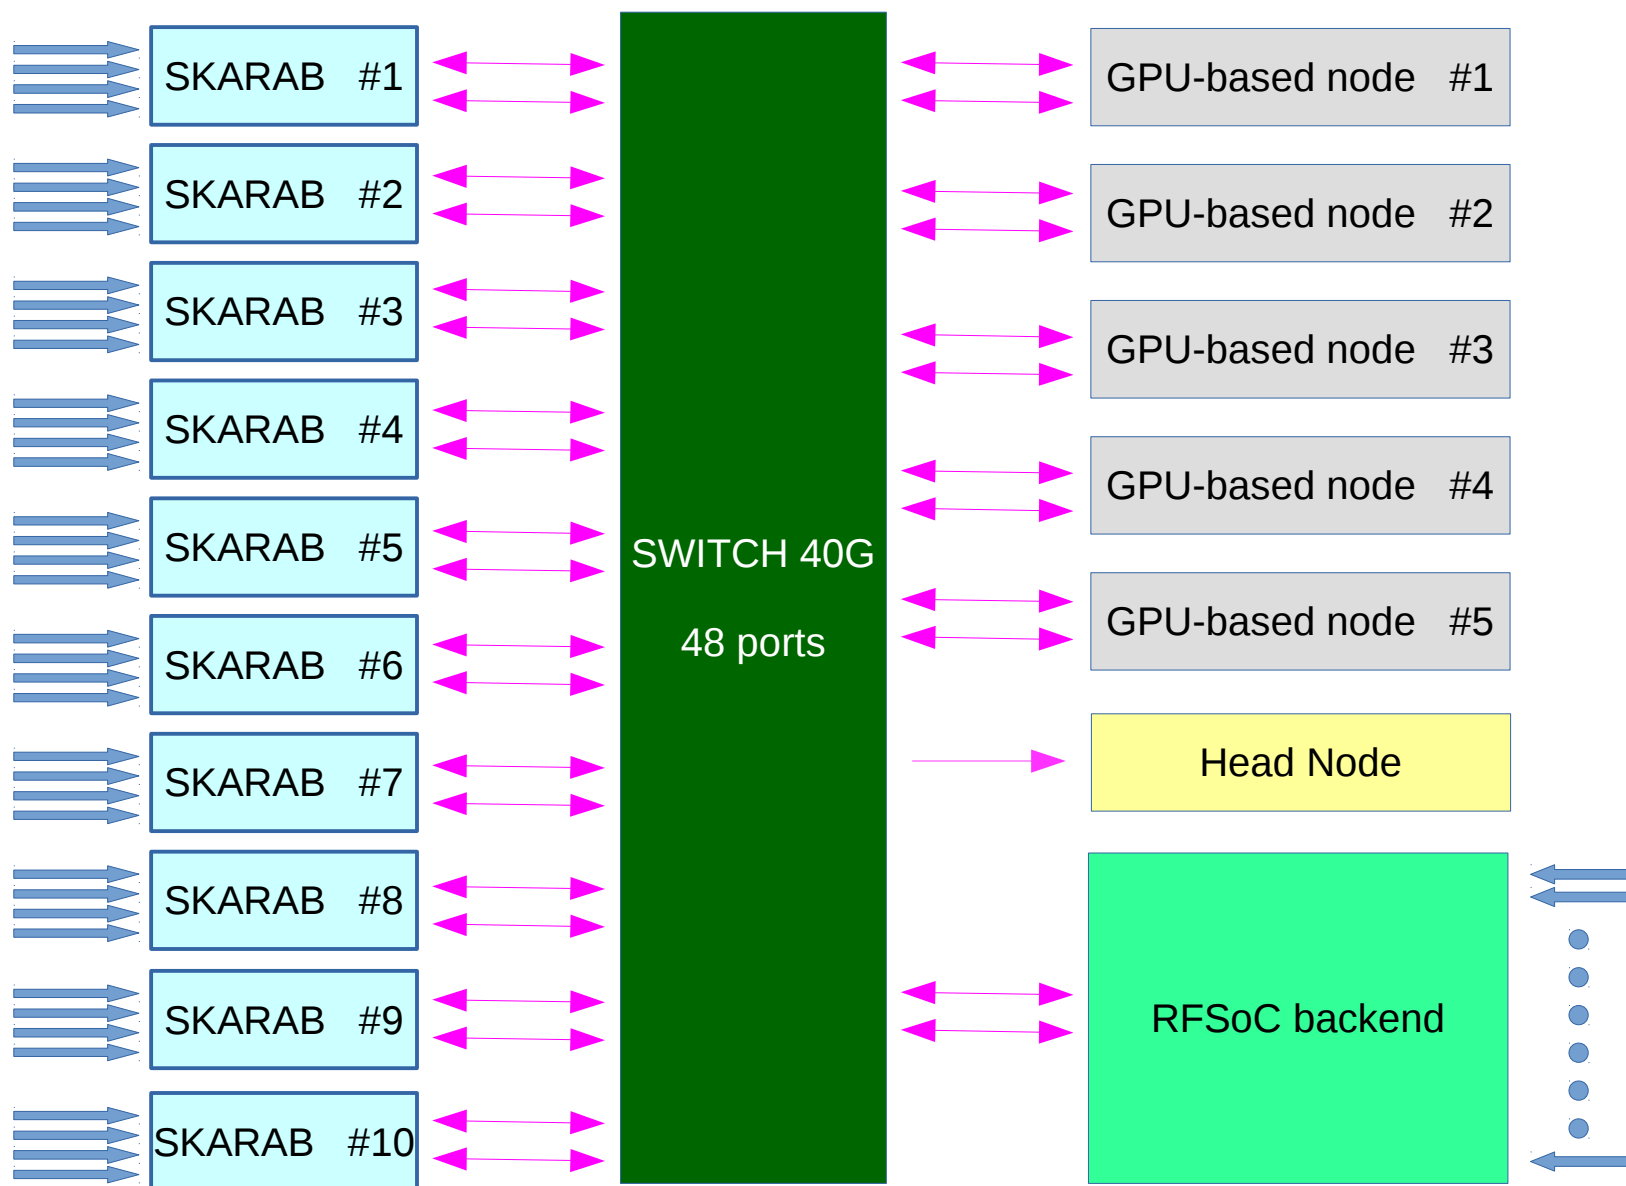 SKARAB #1
SKARAB #2
SKARAB #3
SKARAB #4
SKARAB #5
SKARAB #6
SKARAB #7
SKARAB #8
SKARAB #9
SKARAB #10
SWITCH 40G
48 ports
GPU-based node #1
GPU-based node #2
GPU-based node #3
GPU-based node #4
GPU-based node #5
Head Node
RFSoC backend